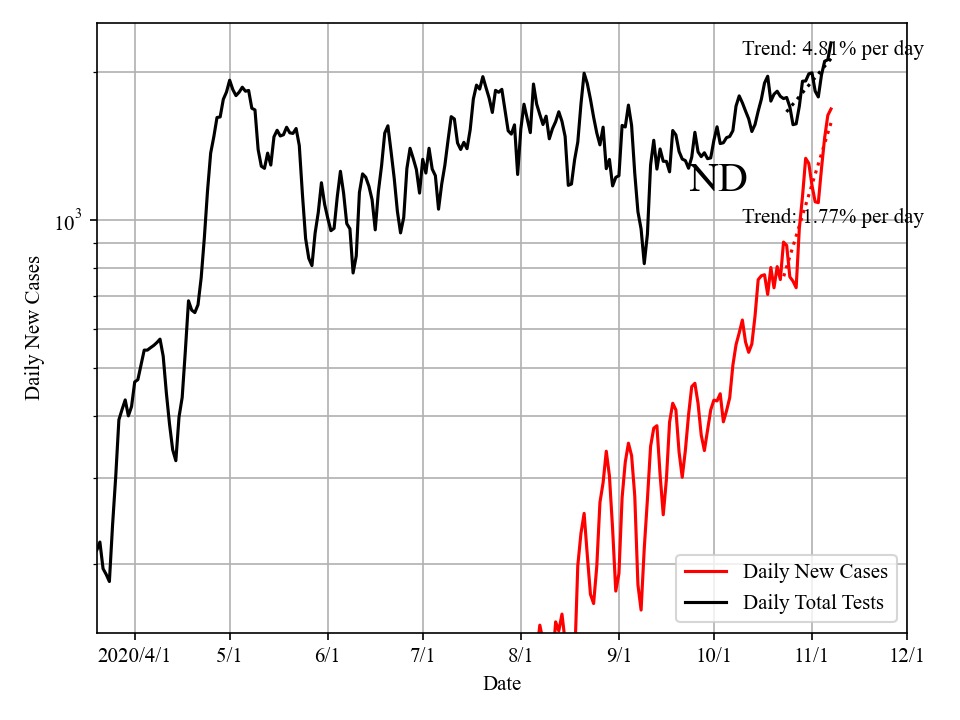 Trend: 4.81% per day
ND
Trend: 1.77% per day
10³
Daily New Cases
Daily New Cases
Daily Total Tests
2020/4/1 5/1 6/1 7/1 8/1 9/1 10/1 11/1 12/1
Date